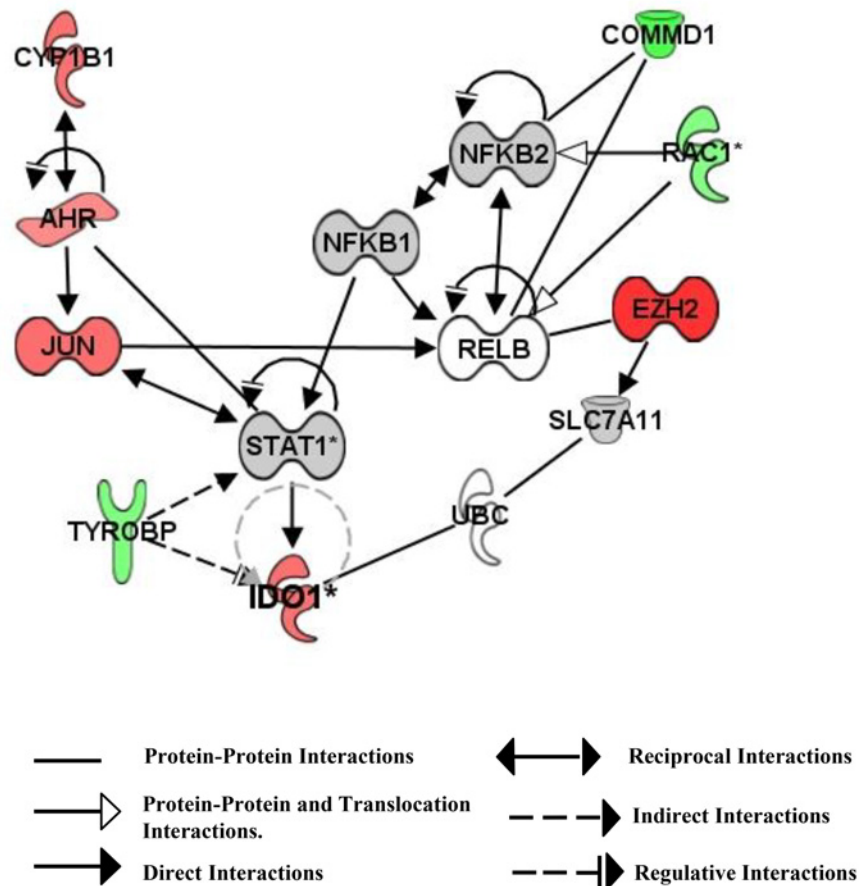 COMMD1
CYP1B1
NFKB2
RAC1*
AHR
NFKB1
EZH2
JUN
RELB
SLC7A11
STAT1*
UBC
TYROBP
IDO1*
Protein-Protein Interactions
Reciprocal Interactions
Protein-Protein and Translocation
Interactions.
Indirect Interactions
Direct Interactions
Regulative Interactions